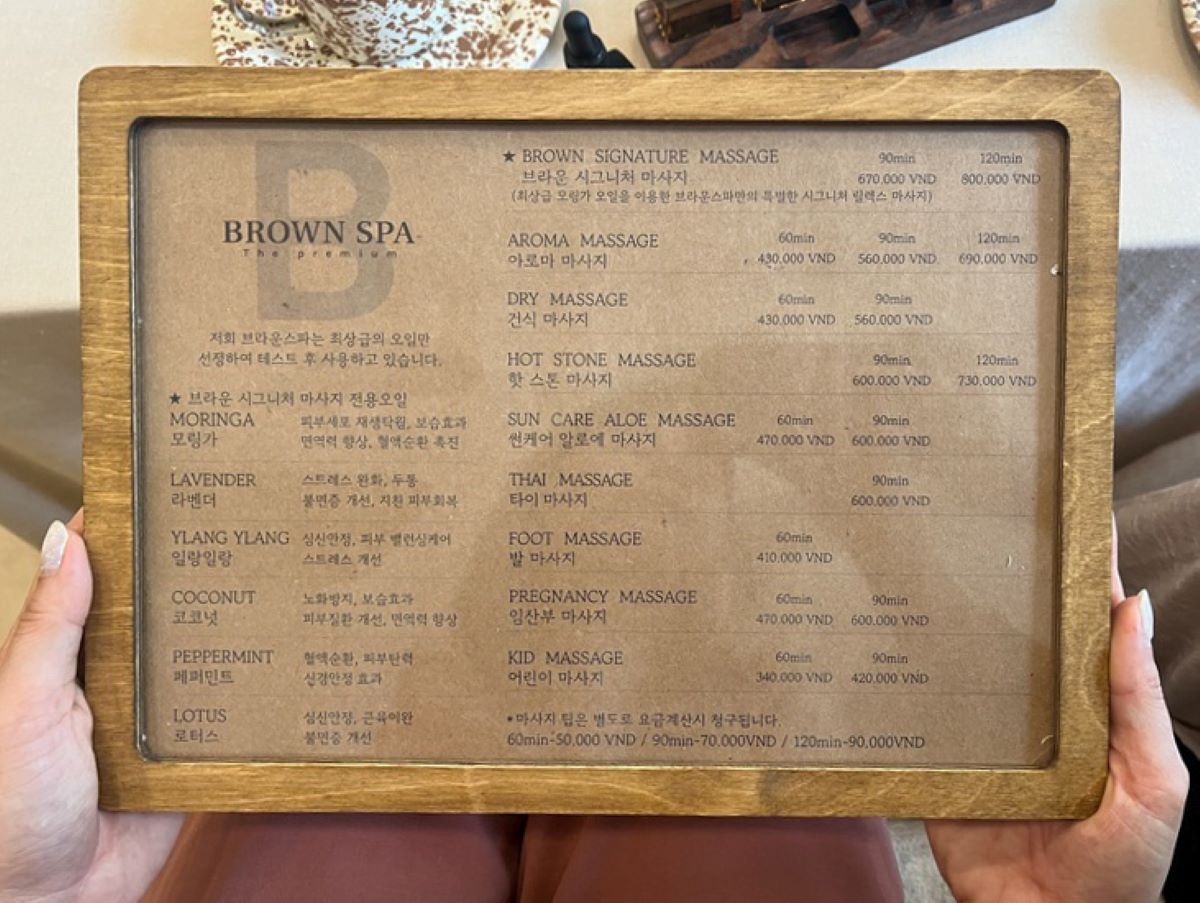 B
BROWN SPA
The premium
저희 브라운스파는 최상급의 오일만
선정하여 테스트 후 사용하고 있습니다.
★ 브라운 시그니처 마사지 전용오일
MORINGA 피부세포 재생탁월, 보습효과
모링가 면역력 향상, 혈액순환 촉진
LAVENDER 스트레스 완화, 두통
라벤더 불면증 개선, 지친 피부회복
YLANG YLANG 심신안정, 피부 밸런싱케어
일랑일랑 스트레스 개선
COCONUT 노화방지, 보습효과
코코넛 피부질환 개선, 면역력 향상
PEPPERMINT 혈액순환, 피부탄력
페퍼민트 신경안정 효과
LOTUS 심신안정, 근육이완
로터스 불면증 개선
★ BROWN SIGNATURE MASSAGE 90min 120min
브라운 시그니처 마사지 670.000 VND 800.000 VND
(최상급 모링가 오일을 이용한 브라운스파만의 특별한 시그니처 릴렉스 마사지)
AROMA MASSAGE 60min 90min 120min
아로마 마사지 430.000 VND 560.000 VND 690.000 VND
DRY MASSAGE 60min 90min
건식 마사지 430.000 VND 560.000 VND
HOT STONE MASSAGE 90min 120min
핫 스톤 마사지 600.000 VND 730.000 VND
SUN CARE ALOE MASSAGE 60min 90min
썬케어 알로에 마사지 470.000 VND 600.000 VND
THAI MASSAGE 90min
타이 마사지 600.000 VND
FOOT MASSAGE 60min
발 마사지 410.000 VND
PREGNANCY MASSAGE 60min 90min
임산부 마사지 470.000 VND 600.000 VND
KID MASSAGE 60min 90min
어린이 마사지 340.000 VND 420.000 VND
*마사지 팁은 별도로 요금계산시 청구됩니다.
60min-50,000 VND / 90min-70.000VND / 120min-90,000VND